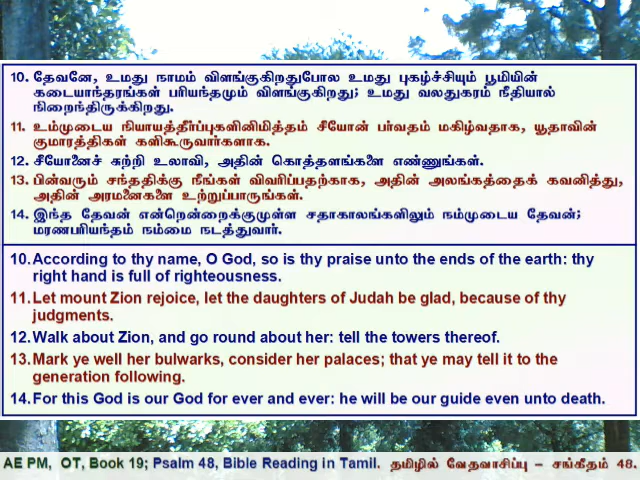 10. தேவனே, உமது நாமம் விளங்குகிறதுபோல உமது புகழ்ச்சியும் பூமியின்
கடையாந்தரங்கள் பரியந்தமும் விளங்குகிறது; உமது வலதுகரம் நீதியால்
நிறைந்திருக்கிறது.
11. உம்முடைய நியாயத்தீர்ப்புகளினிமித்தம் சீயோன் பர்வதம் மகிழ்வதாக, யூதாவின்
குமாரத்திகள் களிகூருவார்களாக.
12. சீயோனைச் சுற்றி உலாவி, அதின் கொத்தளங்களை எண்ணுங்கள்.
13. பின்வரும் சந்ததிக்கு நீங்கள் விவரிப்பதற்காக, அதின் அலங்கத்தைக் கவனித்து,
அதின் அரமனைகளை உற்றுப்பாருங்கள்.
14. இந்த தேவன் என்றென்றைக்குமுள்ள சதாகாலங்களிலும் நம்முடைய தேவன்;
மரணபரியந்தம் நம்மை நடத்துவார்.
10. According to thy name, O God, so is thy praise unto the ends of the earth: thy
right hand is full of righteousness.
11. Let mount Zion rejoice, let the daughters of Judah be glad, because of thy
judgments.
12. Walk about Zion, and go round about her: tell the towers thereof.
13. Mark ye well her bulwarks, consider her palaces; that ye may tell it to the
generation following.
14. For this God is our God for ever and ever: he will be our guide even unto death.
AE PM, OT, Book 19; Psalm 48, Bible Reading in Tamil. தமிழில் வேதவாசிப்பு – சங்கீதம் 48.